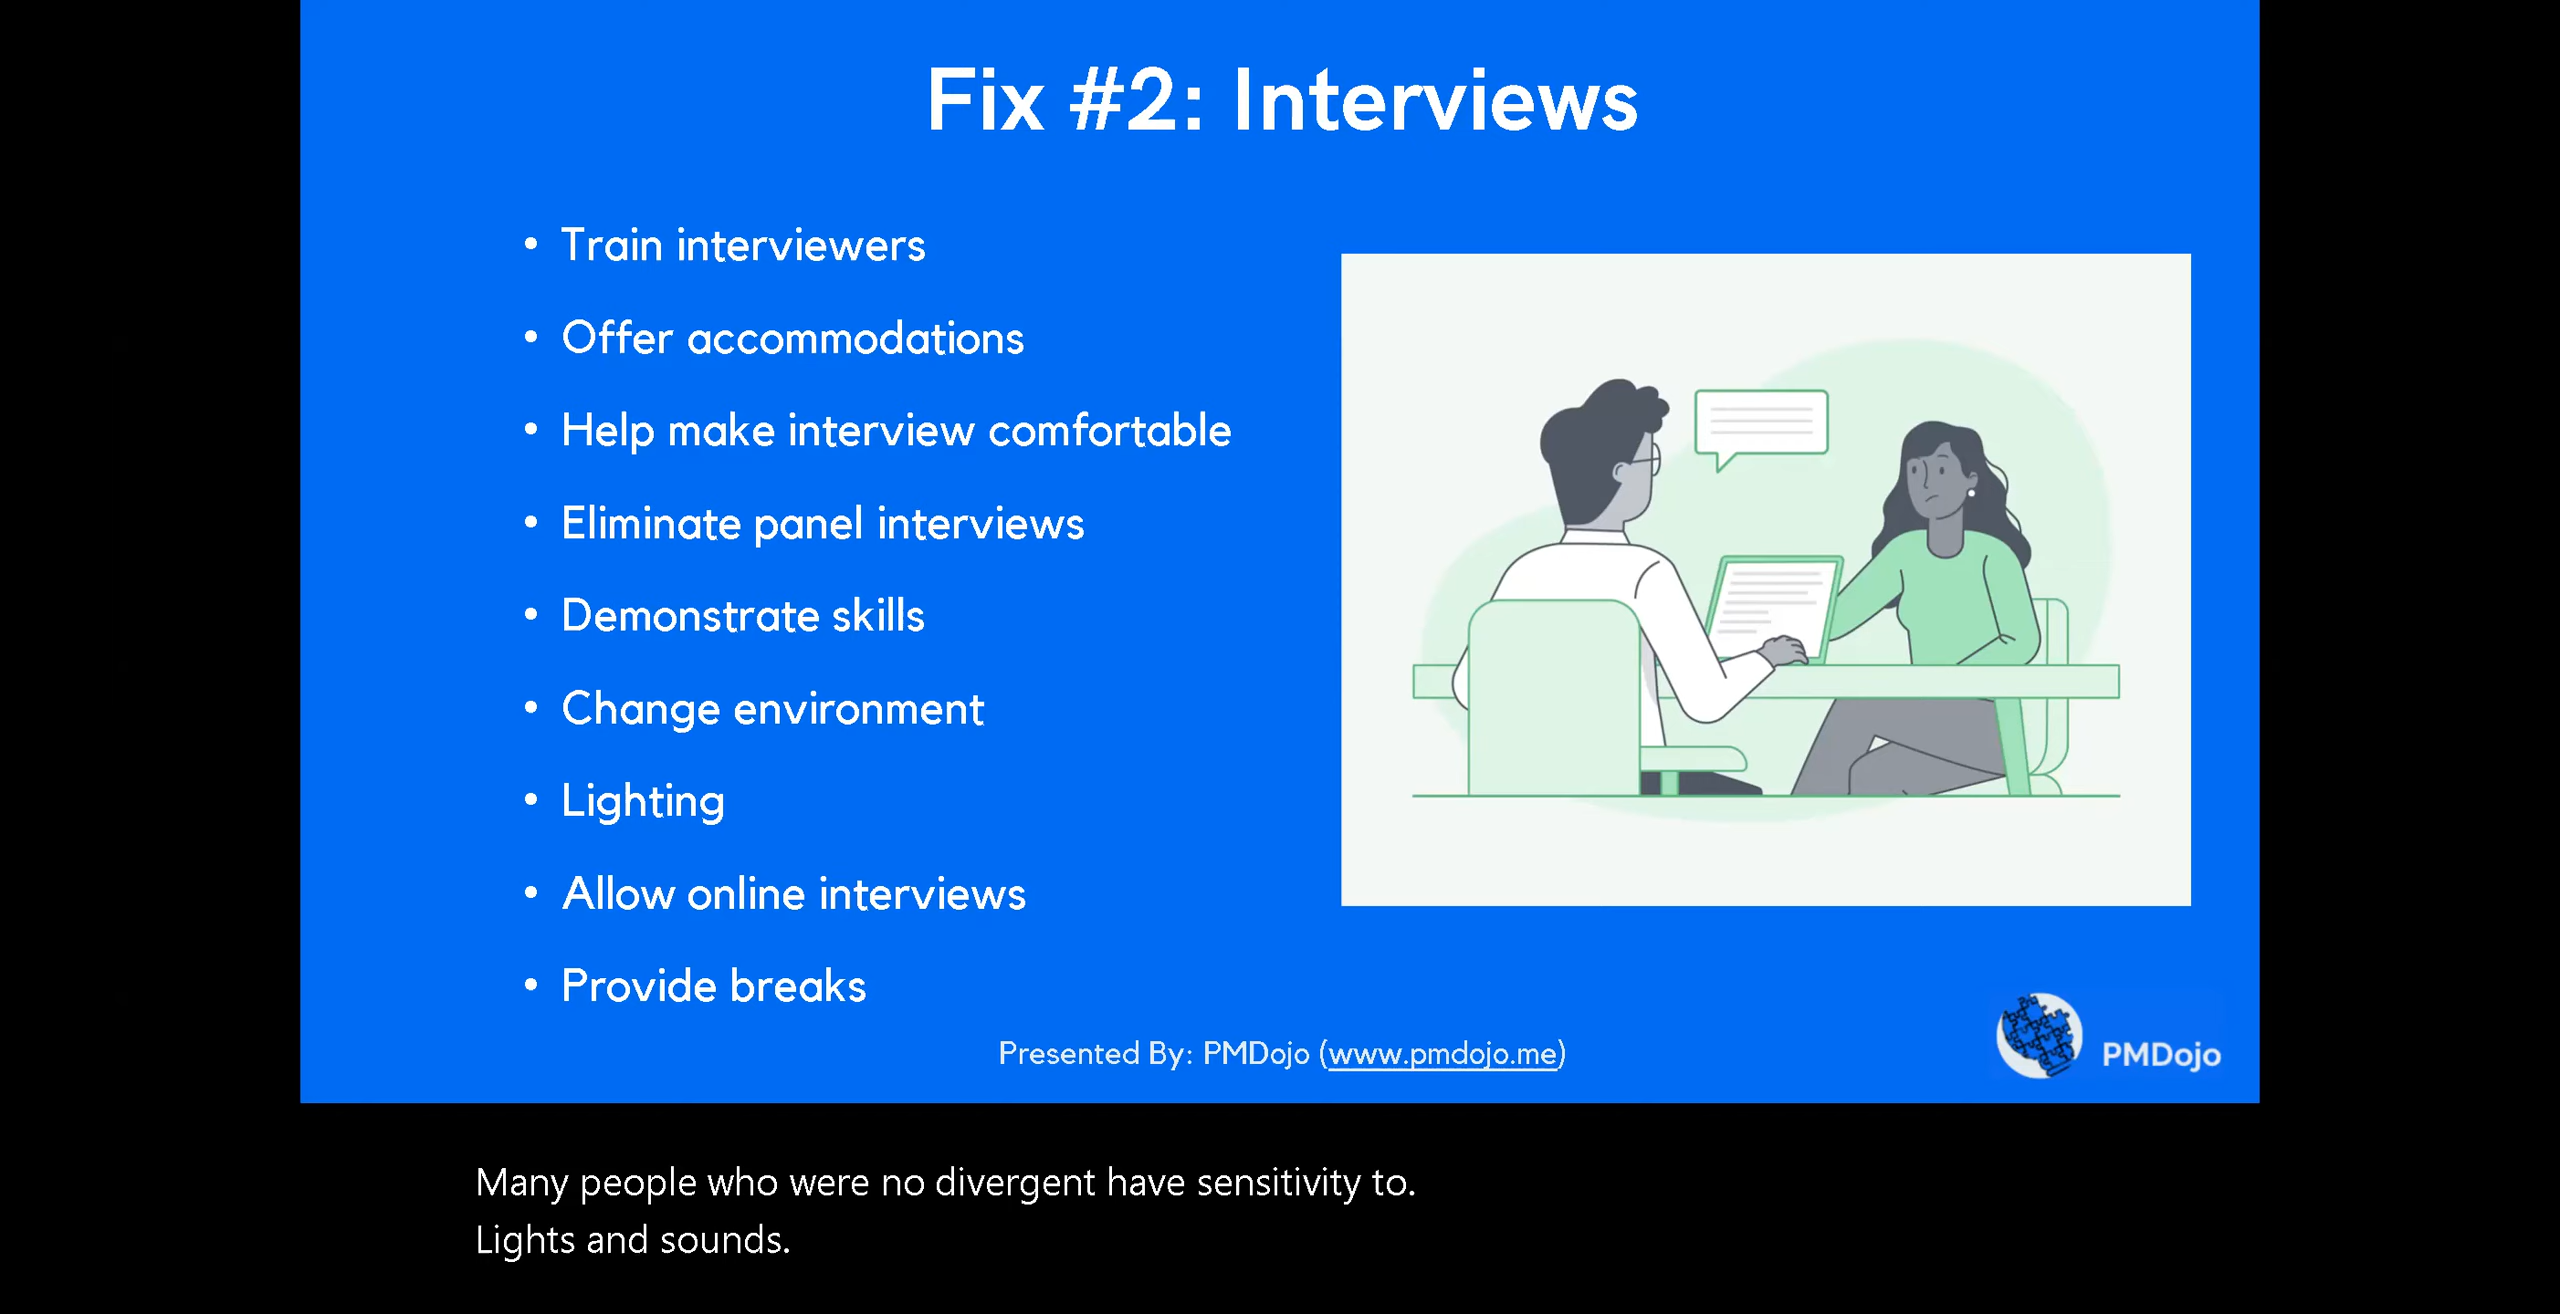 Fix #2: Interviews
• Train interviewers
• Offer accommodations
• Help make interview comfortable
• Eliminate panel interviews
• Demonstrate skills
• Change environment
• Lighting
• Allow online interviews
• Provide breaks
Presented By: PMDojo (www.pmdojo.me)
PMDojo
Many people who were no divergent have sensitivity to.
Lights and sounds.